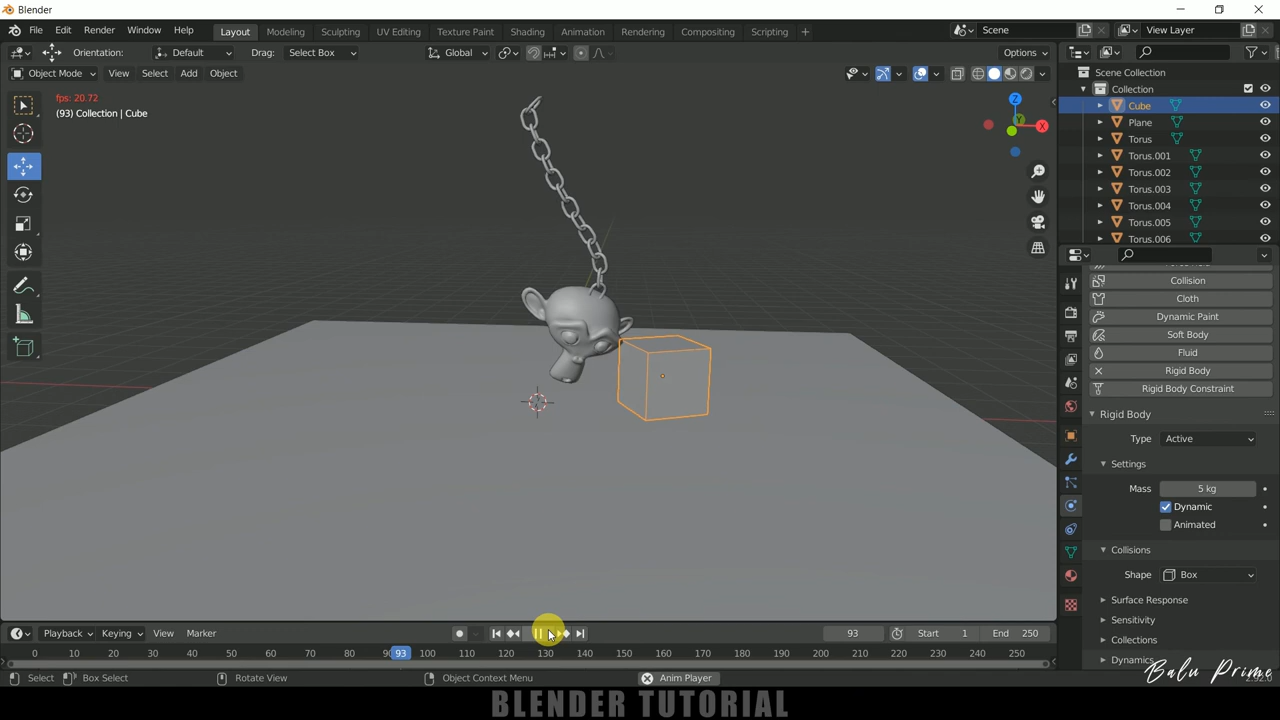 Blender
File Edit Render Window Help Layout Modeling Sculpting UV Editing Texture Paint Shading Animation Rendering Compositing Scripting + Scene View Layer
Orientation: Default Drag: Select Box Global Options
Object Mode View Select Add Object
fps: 20.72
(93) Collection | Cube
Z
Y
X
Scene Collection
Collection
Cube
Plane
Torus
Torus.001
Torus.002
Torus.003
Torus.004
Torus.005
Torus.006
Collision
Cloth
Dynamic Paint
Soft Body
Fluid
Rigid Body
Rigid Body Constraint
Rigid Body
Type Active
Settings
Mass 5 kg
Dynamic
Animated
Collisions
Shape Box
Surface Response
Sensitivity
Collections
Dynamics
Playback Keying View Marker 93 Start 1 End 250
0 10 20 30 40 50 60 70 80 93 100 110 120 130 140 150 160 170 180 190 200 210 220 230 240 250
Select Box Select Rotate View Object Context Menu Anim Player
Balu Prime
BLENDER TUTORIAL